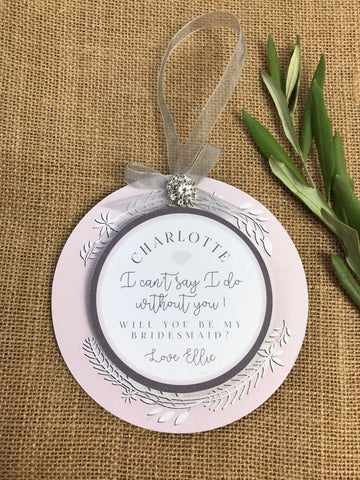 CHARLOTTE
I can't say I do
without you!
WILL YOU BE MY
BRIDESMAID?
Love Ellie